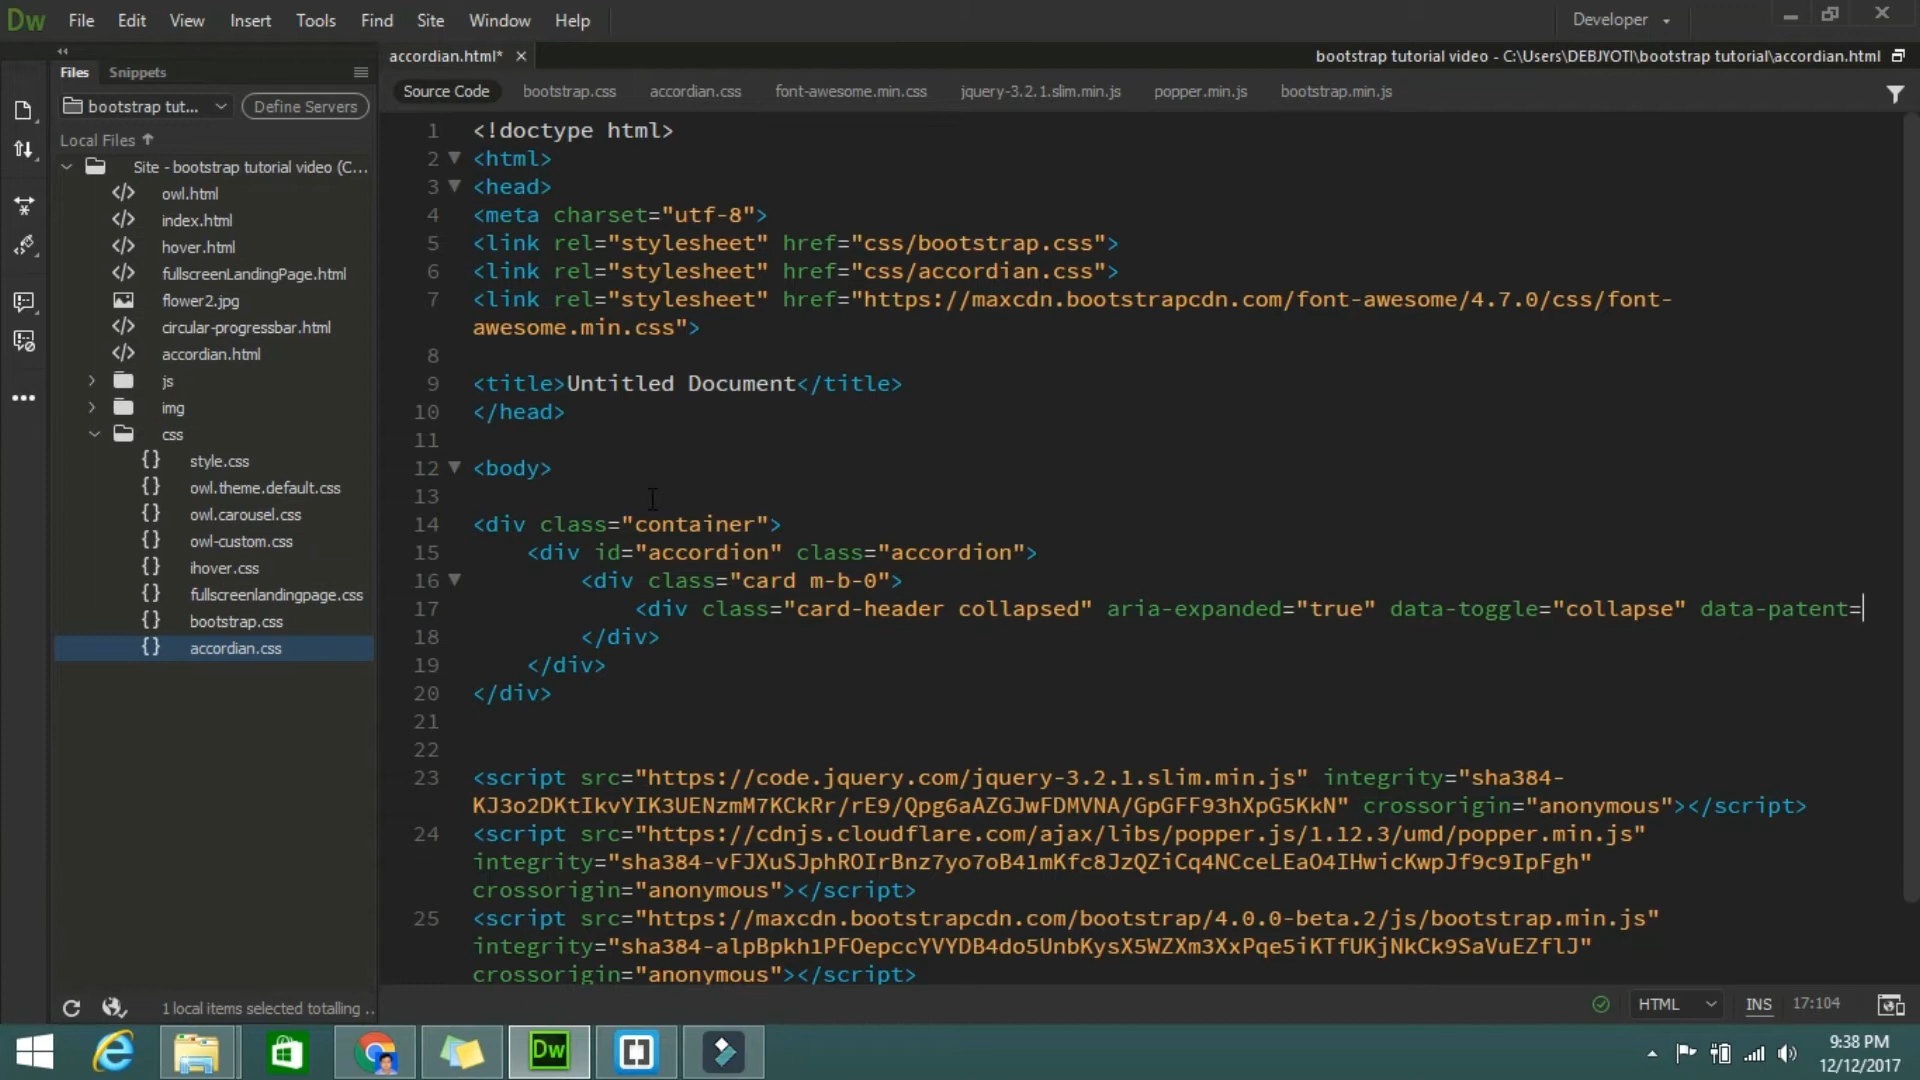 Dw File Edit View Insert Tools Find Site Window Help Developer
accordian.html* bootstrap tutorial video - C:\Users\DEBJYOTI\bootstrap tutorial\accordian.html
Files Snippets
Source Code bootstrap.css accordian.css font-awesome.min.css jquery-3.2.1.slim.min.js popper.min.js bootstrap.min.js
bootstrap tut... Define Servers
Local Files
Site - bootstrap tutorial video (C...
owl.html
index.html
hover.html
fullscreenLandingPage.html
flower2.jpg
circular-progressbar.html
accordian.html
js
img
css
style.css
owl.theme.default.css
owl.carousel.css
owl-custom.css
ihover.css
fullscreenlandingpage.css
bootstrap.css
accordian.css
1 local items selected totalling ..
1 <!doctype html>
2 <html>
3 <head>
4 <meta charset="utf-8">
5 <link rel="stylesheet" href="css/bootstrap.css">
6 <link rel="stylesheet" href="css/accordian.css">
7 <link rel="stylesheet" href="https://maxcdn.bootstrapcdn.com/font-awesome/4.7.0/css/font-
awesome.min.css">
8
9 <title>Untitled Document</title>
10 </head>
11
12 <body>
13
14 <div class="container">
15 <div id="accordion" class="accordion">
16 <div class="card m-b-0">
17 <div class="card-header collapsed" aria-expanded="true" data-toggle="collapse" data-patent=
18 </div>
19 </div>
20 </div>
21
22
23 <script src="https://code.jquery.com/jquery-3.2.1.slim.min.js" integrity="sha384-
KJ3o2DKtIkvYIK3UENzmM7KCkRr/rE9/Qpg6aAZGJwFDMVNA/GpGFF93hXpG5KkN" crossorigin="anonymous"></script>
24 <script src="https://cdnjs.cloudflare.com/ajax/libs/popper.js/1.12.3/umd/popper.min.js"
integrity="sha384-vFJXuSJphROIrBnz7yo7oB41mKfc8JzQZiCq4NCceLEaO4IHwicKwpJf9c9IpFgh"
crossorigin="anonymous"></script>
25 <script src="https://maxcdn.bootstrapcdn.com/bootstrap/4.0.0-beta.2/js/bootstrap.min.js"
integrity="sha384-alpBpkh1PFOepccYVYDB4do5UnbKysX5WZXm3XxPqe5iKTfUKjNkCk9SaVuEZflJ"
crossorigin="anonymous"></script>
HTML INS 17:104
Dw
9:38 PM
12/12/2017